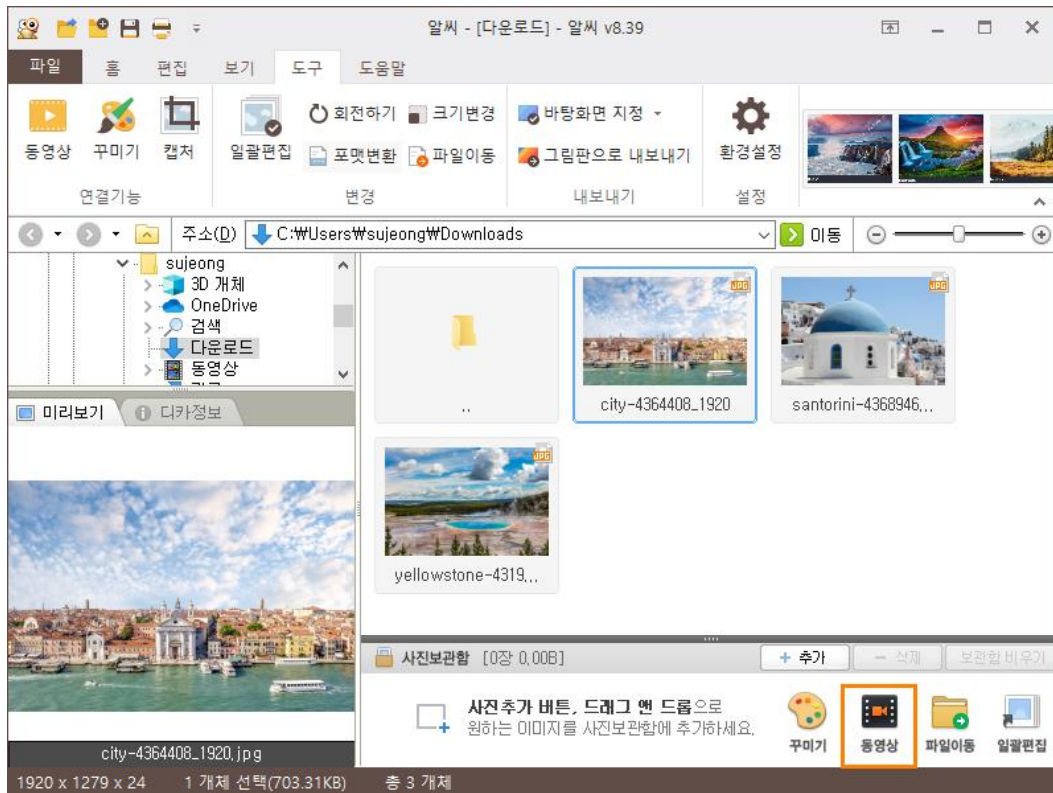 알씨 - [다운로드] - 알씨 v8.39
파일 홈 편집 보기 도구 도움말
동영상 꾸미기 캡처 일괄편집 회전하기 크기변경 포맷변환 파일이동 바탕화면 지정 그림판으로 내보내기 환경설정
연결기능 변경 내보내기 설정
주소(D) C:₩Users₩sujeong₩Downloads 이동
sujeong
3D 개체
OneDrive
검색
다운로드
동영상
..
city-4364408_1920
santorini-4368946,...
JPG
JPG
미리보기 디카정보
JPG
yellowstone-4319,...
사진보관함 [0장 0,00B] + 추가 - 삭제 보관함 비우기
사진추가 버튼, 드래그 앤 드롭으로
원하는 이미지를 사진보관함에 추가하세요.
꾸미기 동영상 파일이동 일괄편집
city-4364408_1920.jpg
1920 x 1279 x 24 1 개체 선택(703.31KB) 총 3 개체